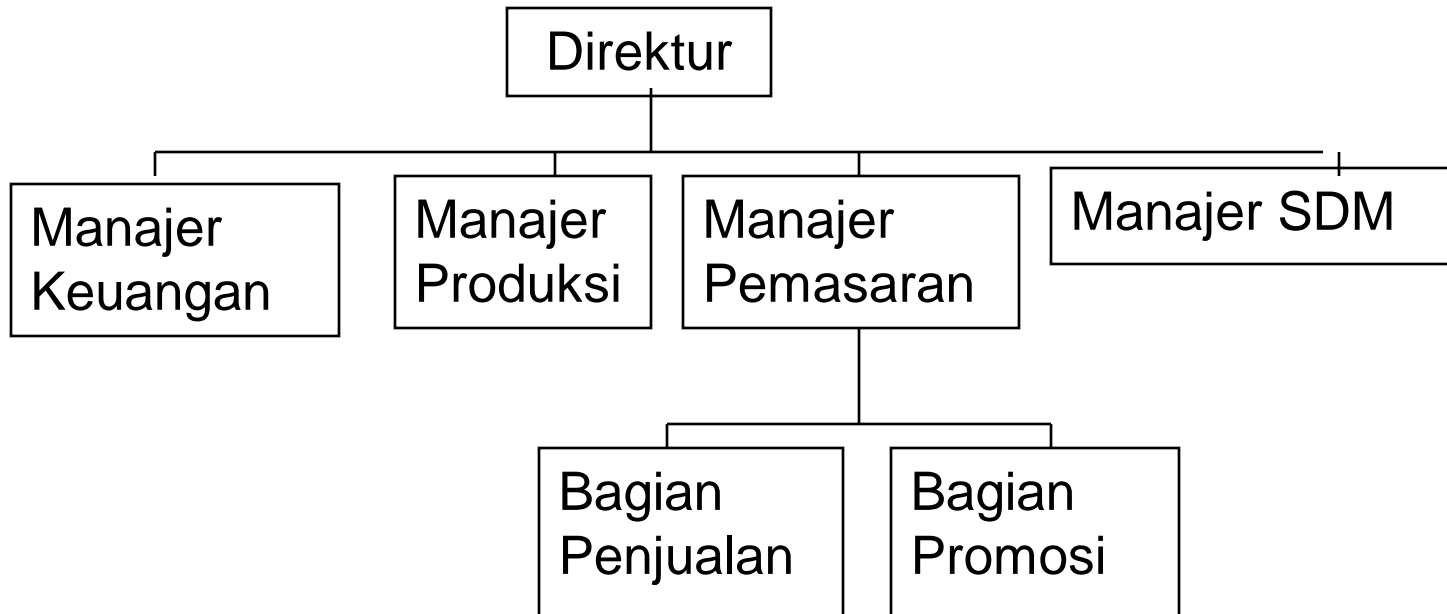 Direktur
Manajer
Keuangan
Manajer
Produksi
Manajer
Pemasaran
Manajer SDM
Bagian
Penjualan
Bagian
Promosi